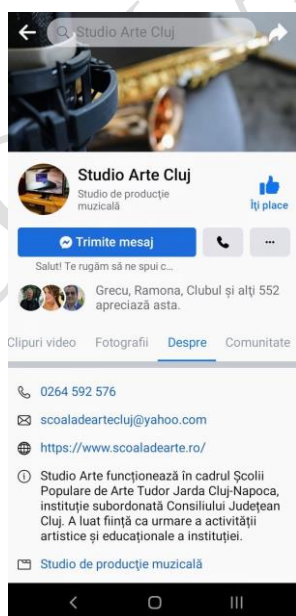 Studio Arte Cluj
Studio Arte Cluj
Studio de producție
muzicală
Îți place
Trimite mesaj
Salut! Te rugăm să ne spui c...
Grecu, Ramona, Clubul și alți 552
apreciază asta.
Clipuri video Fotografii Despre Comunitate
0264 592 576
scoaladeartecluj@yahoo.com
https://www.scoaladearte.ro/
Studio Arte funcționează în cadrul Școlii
Populare de Arte Tudor Jarda Cluj-Napoca,
instituție subordonată Consiliului Județean
Cluj. A luat ființă ca urmare a activității
artistice și educaționale a instituției.
Studio de producție muzicală